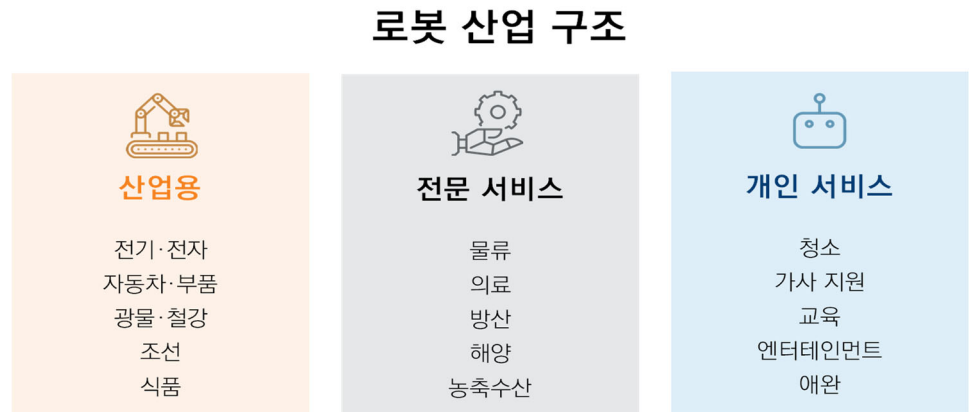 로봇 산업 구조
산업용
전기·전자
자동차·부품
광물·철강
조선
식품
전문 서비스
물류
의료
방산
해양
농축수산
개인 서비스
청소
가사 지원
교육
엔터테인먼트
애완